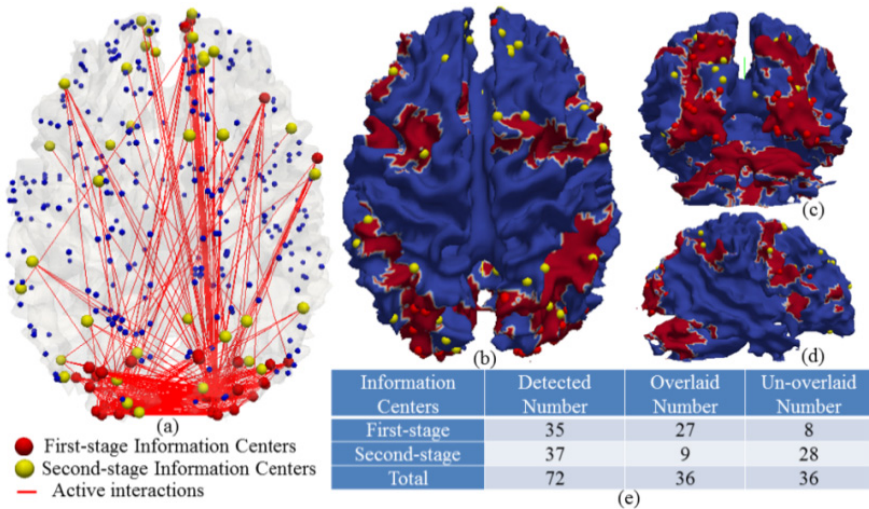 (a)
First-stage Information Centers
Second-stage Information Centers
Active interactions
(b)
(c)
(d)
Information Centers Detected Number Overlaid Number Un-overlaid Number
First-stage 35 27 8
Second-stage 37 9 28
Total 72 36 36
(e)